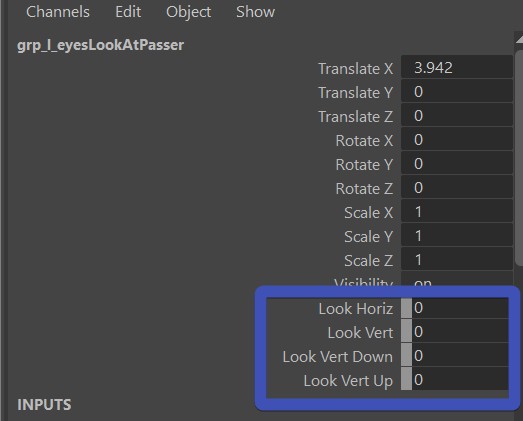 Channels Edit Object Show
grp_l_eyesLookAtPasser
Translate X 3.942
Translate Y 0
Translate Z 0
Rotate X 0
Rotate Y 0
Rotate Z 0
Scale X 1
Scale Y 1
Scale Z 1
Visibility on
Look Horiz 0
Look Vert 0
Look Vert Down 0
Look Vert Up 0
INPUTS